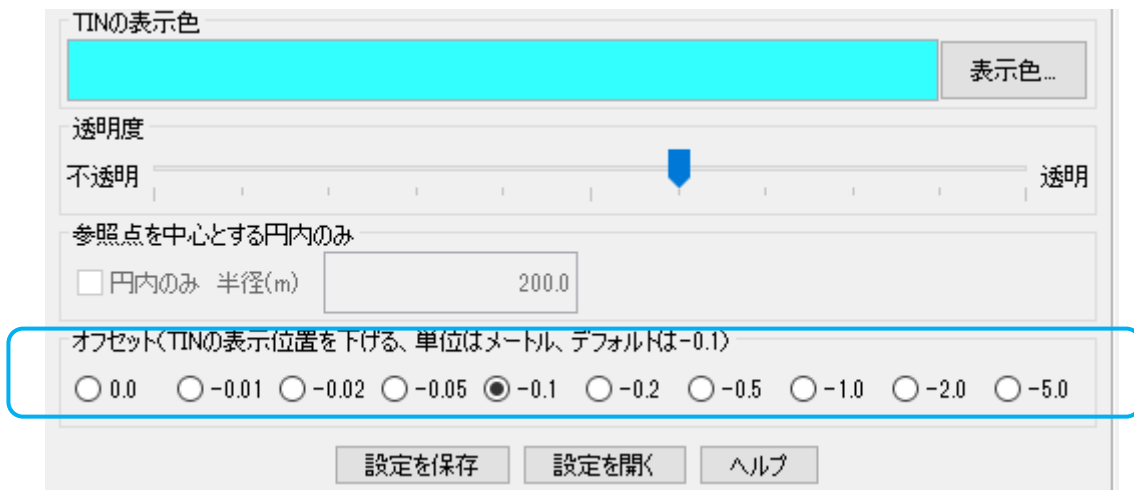 TINの表示色
表示色...
透明度
不透明 透明
参照点を中心とする円内のみ
円内のみ 半径(m) 200.0
オフセット(TINの表示位置を下げる、単位はメートル、デフォルトは-0.1)
0.0 -0.01 -0.02 -0.05 -0.1 -0.2 -0.5 -1.0 -2.0 -5.0
設定を保存 設定を開く ヘルプ